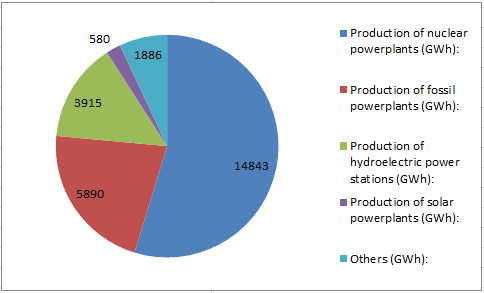 580
1886
3915
14843
5890
Production of nuclear
powerplants (GWh):
Production of fossil
powerplants (GWh):
Production of
hydroelectric power
stations (GWh):
Production of solar
powerplants (GWh):
Others (GWh):